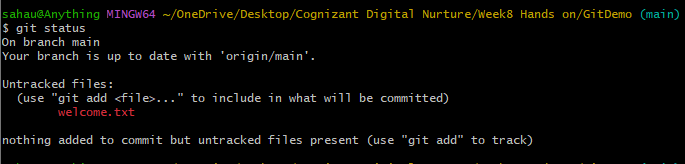 sahau@Anything MINGW64 ~/OneDrive/Desktop/Cognizant Digital Nurture/Week8 Hands on/GitDemo (main)
$ git status
On branch main
Your branch is up to date with 'origin/main'.

Untracked files:
  (use "git add <file>..." to include in what will be committed)
        welcome.txt

nothing added to commit but untracked files present (use "git add" to track)